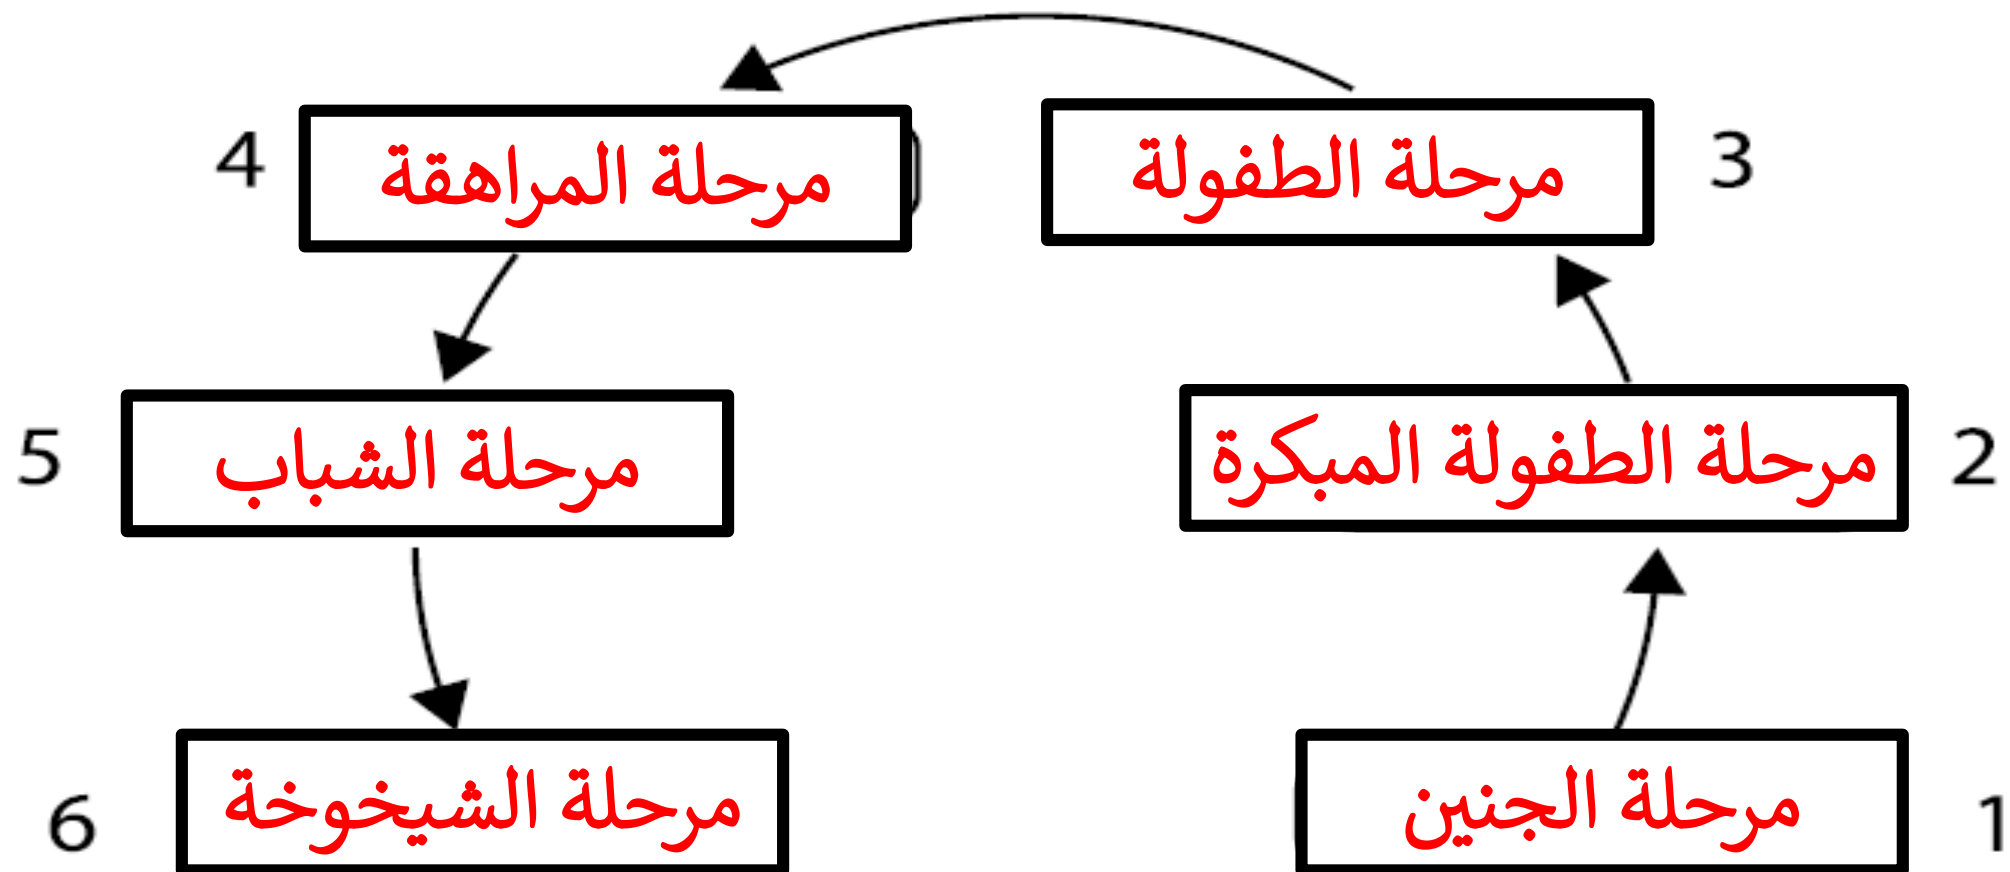 3
مرحلة الطفولة
مرحلة المراهقة
4
2
مرحلة الطفولة المبكرة
مرحلة الشباب
5
1
مرحلة الجنين
مرحلة الشيخوخة
6